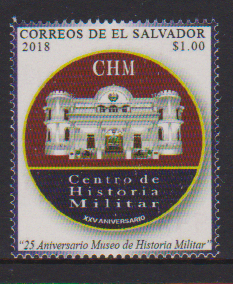 CORREOS DE EL SALVADOR
2018 $1.00
CHM
Centro de
Historia
Militar
XXV ANIVERSARIO
"25 Aniversario Museo de Historia Militar"